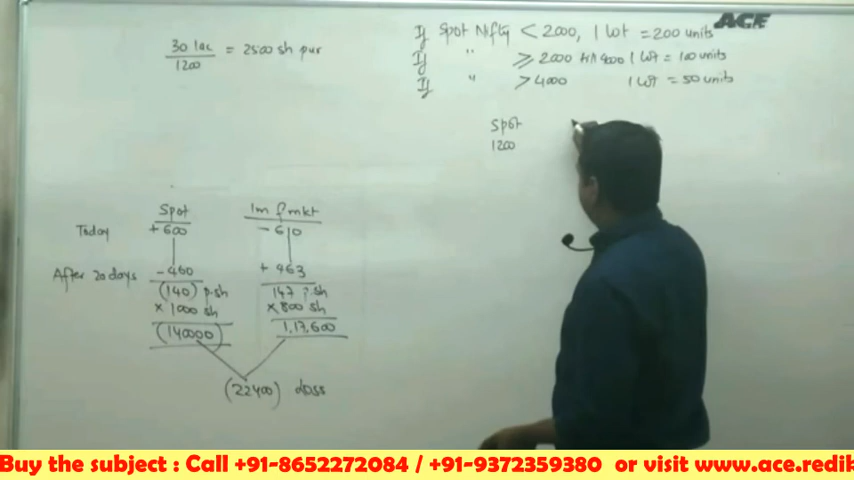 ACE
If Spot Nifty < 2000, 1 lot = 200 units
If " ≥ 2000 till 4000 1 lot = 100 units
If " > 4000 1 lot = 50 units
30 lac / 1200 = 2500 sh pur
Spot
1200
Spot 1m f mkt
Today +600 - 610
After 20 days - 460 + 463
(140) p.sh 147 p.sh
× 1000 sh × 800 sh
(140000) 1,17,600
(22400) loss
Buy the subject : Call +91-8652272084 / +91-9372359380 or visit www.ace.redik